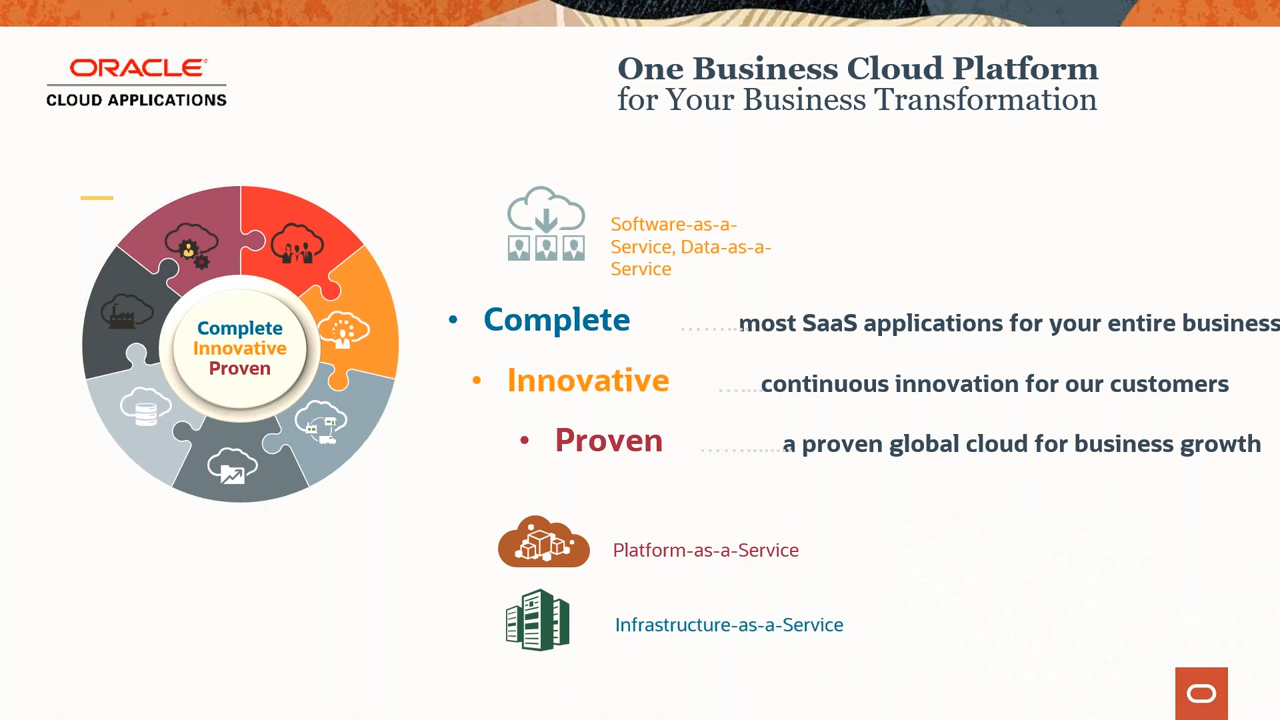 ORACLE
CLOUD APPLICATIONS
One Business Cloud Platform
for Your Business Transformation
Complete
Innovative
Proven
Software-as-a-
Service, Data-as-a-
Service
• Complete ……..most SaaS applications for your entire business
• Innovative …...continuous innovation for our customers
• Proven ……......a proven global cloud for business growth
Platform-as-a-Service
Infrastructure-as-a-Service